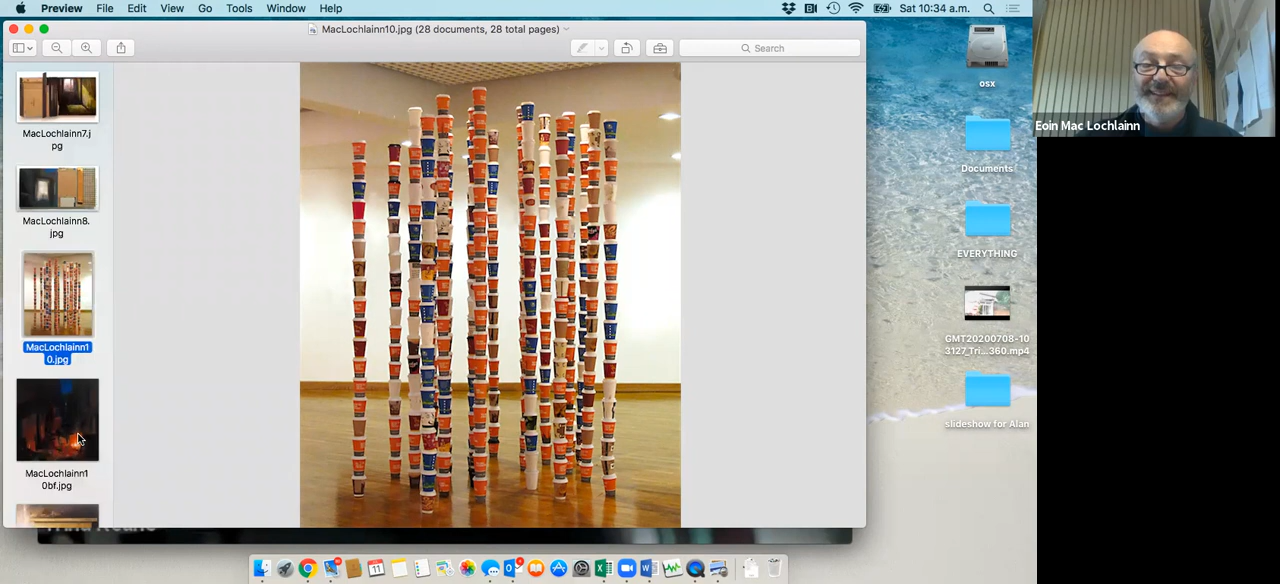 Preview File Edit View Go Tools Window Help Sat 10:34 a.m.
MacLochlainn10.jpg (28 documents, 28 total pages)
Search
MacLochlainn7.j
pg
MacLochlainn8.
jpg
MacLochlainn1
0.jpg
MacLochlainn1
0bf.jpg
osx
Documents
EVERYTHING
GMT20200708-10
3127_Tri...360.mp4
slideshow for Alan
Eoin Mac Lochlainn
11